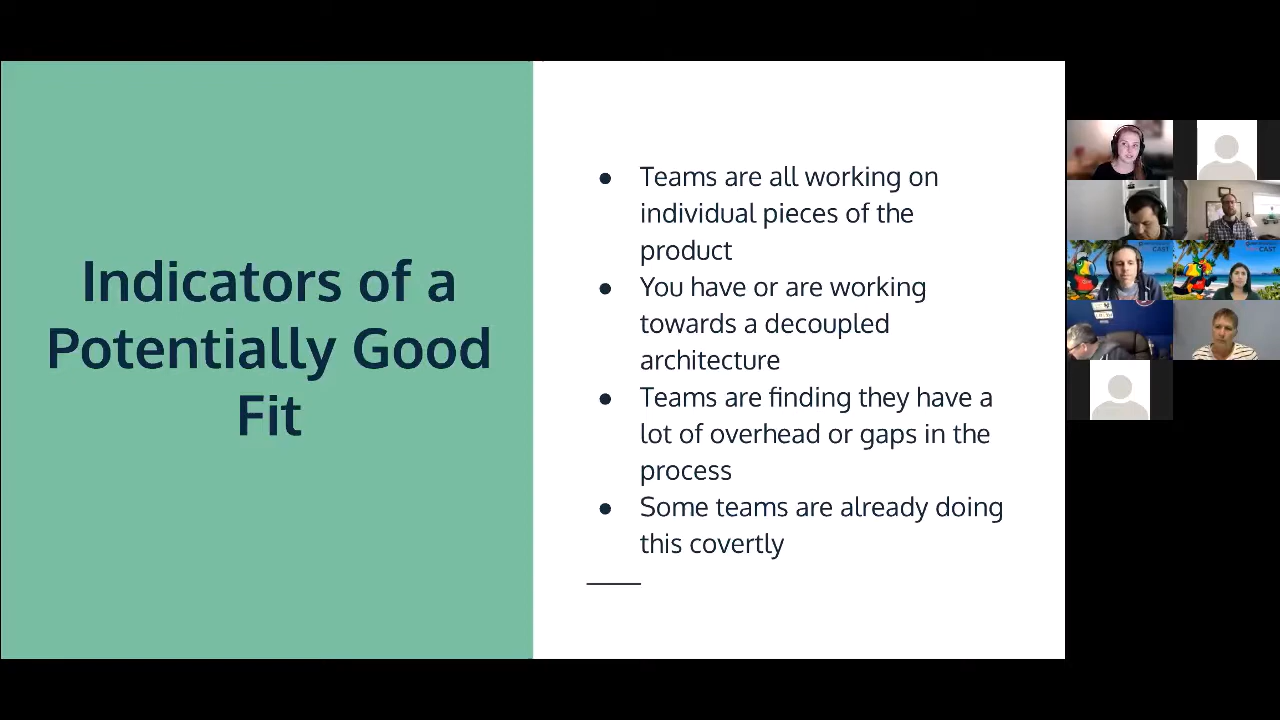 Indicators of a
Potentially Good
Fit
● Teams are all working on
individual pieces of the
product
● You have or are working
towards a decoupled
architecture
● Teams are finding they have a
lot of overhead or gaps in the
process
● Some teams are already doing
this covertly
CAST
CAST